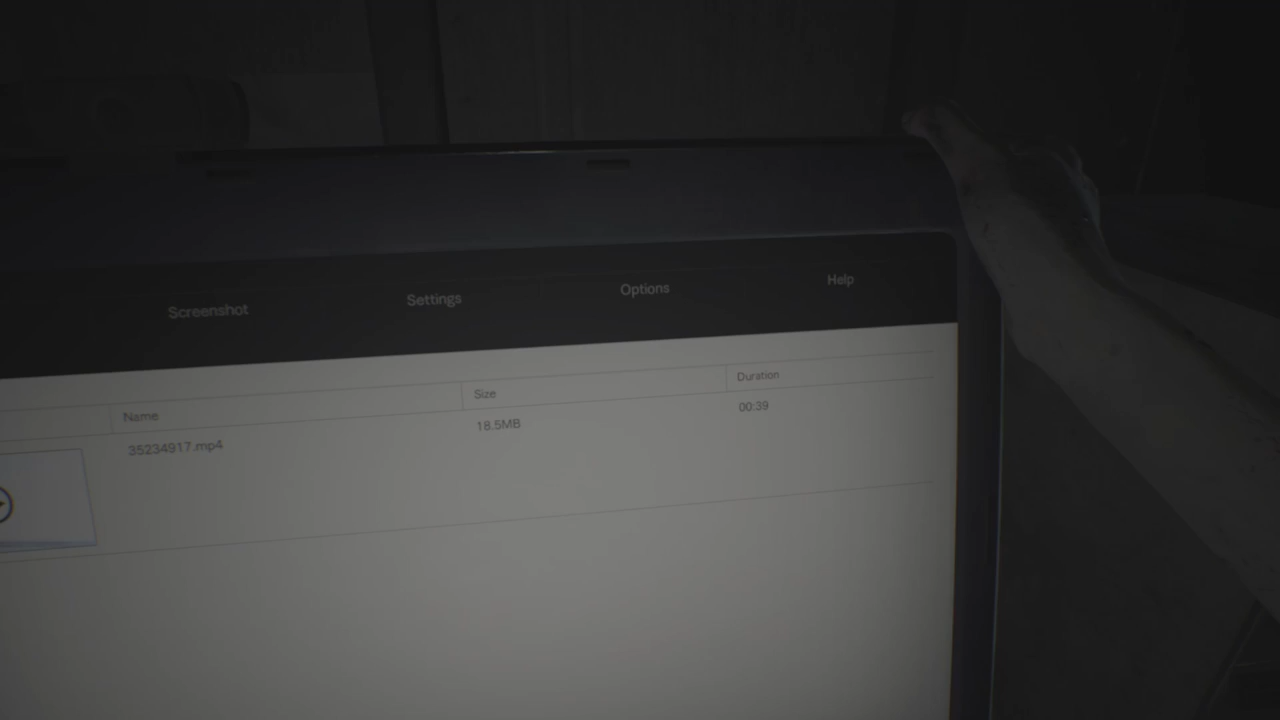 Screenshot Settings Options Help
Name Size Duration
35234917.mp4 18.5MB 00:39